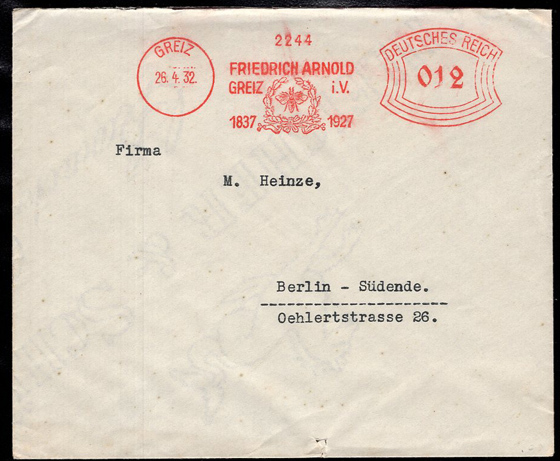 2244
GREIZ
26.4.32.
FRIEDRICH ARNOLD
GREIZ i.V.
1837 1927
DEUTSCHES REICH
012
Firma
M. Heinze,
Berlin - Südende.
Oehlertstrasse 26.